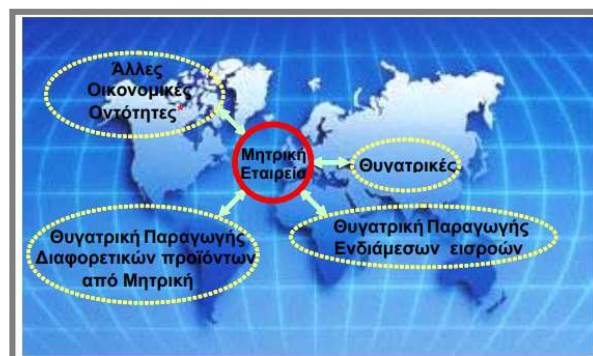 Άλλες
Οικονομικές
Οντότητες*
Μητρική
Εταιρεία
Θυγατρικές
Θυγατρική Παραγωγής
Διαφορετικών προϊόντων
από Μητρική
Θυγατρική Παραγωγής
Ενδιάμεσων εισροών